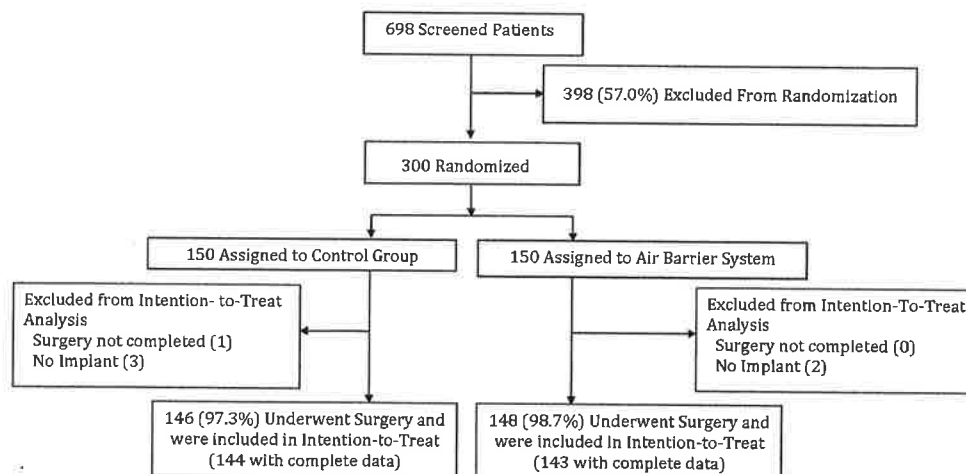 698 Screened Patients
398 (57.0%) Excluded From Randomization
300 Randomized
150 Assigned to Control Group
150 Assigned to Air Barrier System
Excluded from Intention- to-Treat
Analysis
Surgery not completed (1)
No Implant (3)
Excluded from Intention-To-Treat
Analysis
Surgery not completed (0)
No Implant (2)
146 (97.3%) Underwent Surgery and
were included in Intention-to-Treat
(144 with complete data)
148 (98.7%) Underwent Surgery and
were included in Intention-to-Treat
(143 with complete data)